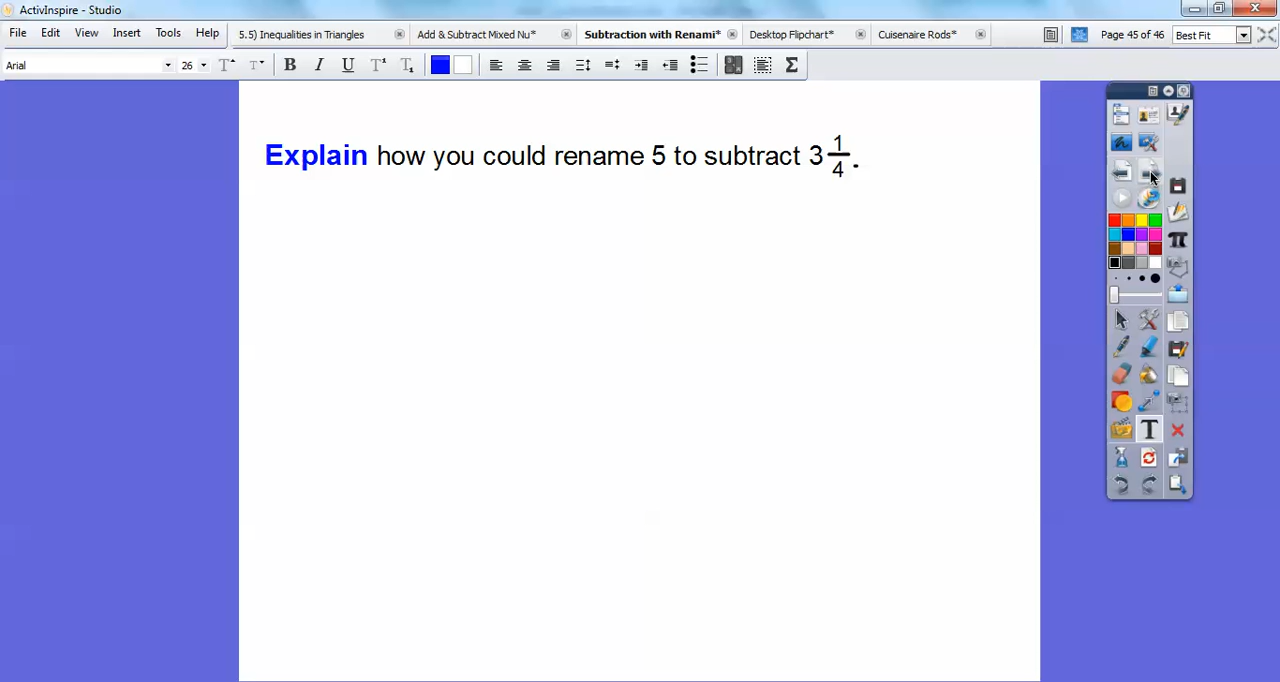 ActivInspire - Studio
File Edit View Insert Tools Help
5.5) Inequalities in Triangles
Add & Subtract Mixed Nu*
Subtraction with Renami*
Desktop Flipchart*
Cuisenaire Rods*
Page 45 of 46
Best Fit
Arial
26
Explain how you could rename 5 to subtract 3 1/4.